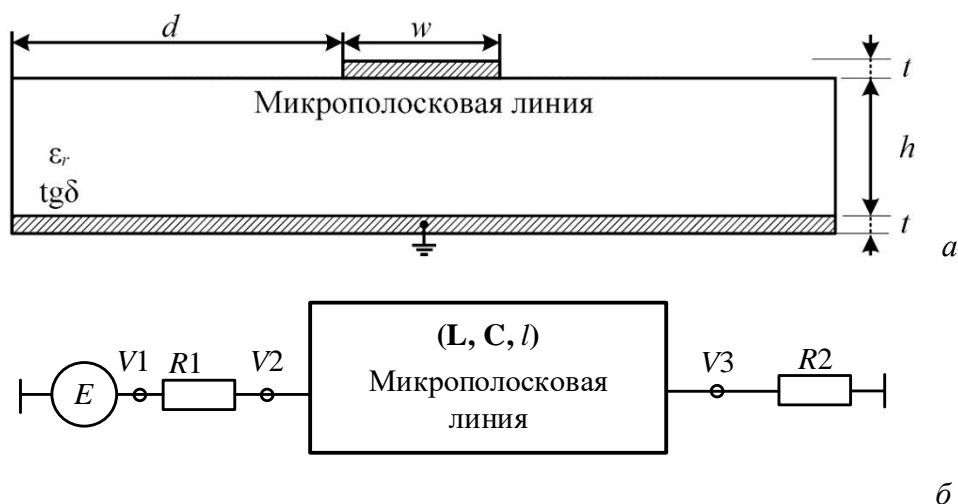 d w t
Микрополосковая линия
h
εr
tgδ
t
а
(L, C, l)
V1 R1 V2 V3 R2
E Микрополосковая
линия
б